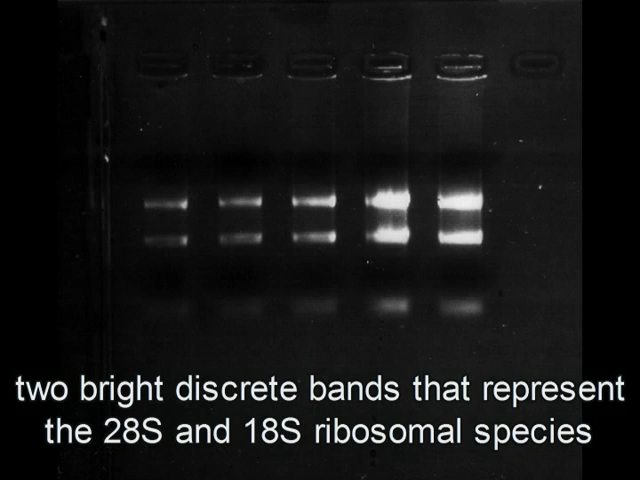 two bright discrete bands that represent
the 28S and 18S ribosomal species